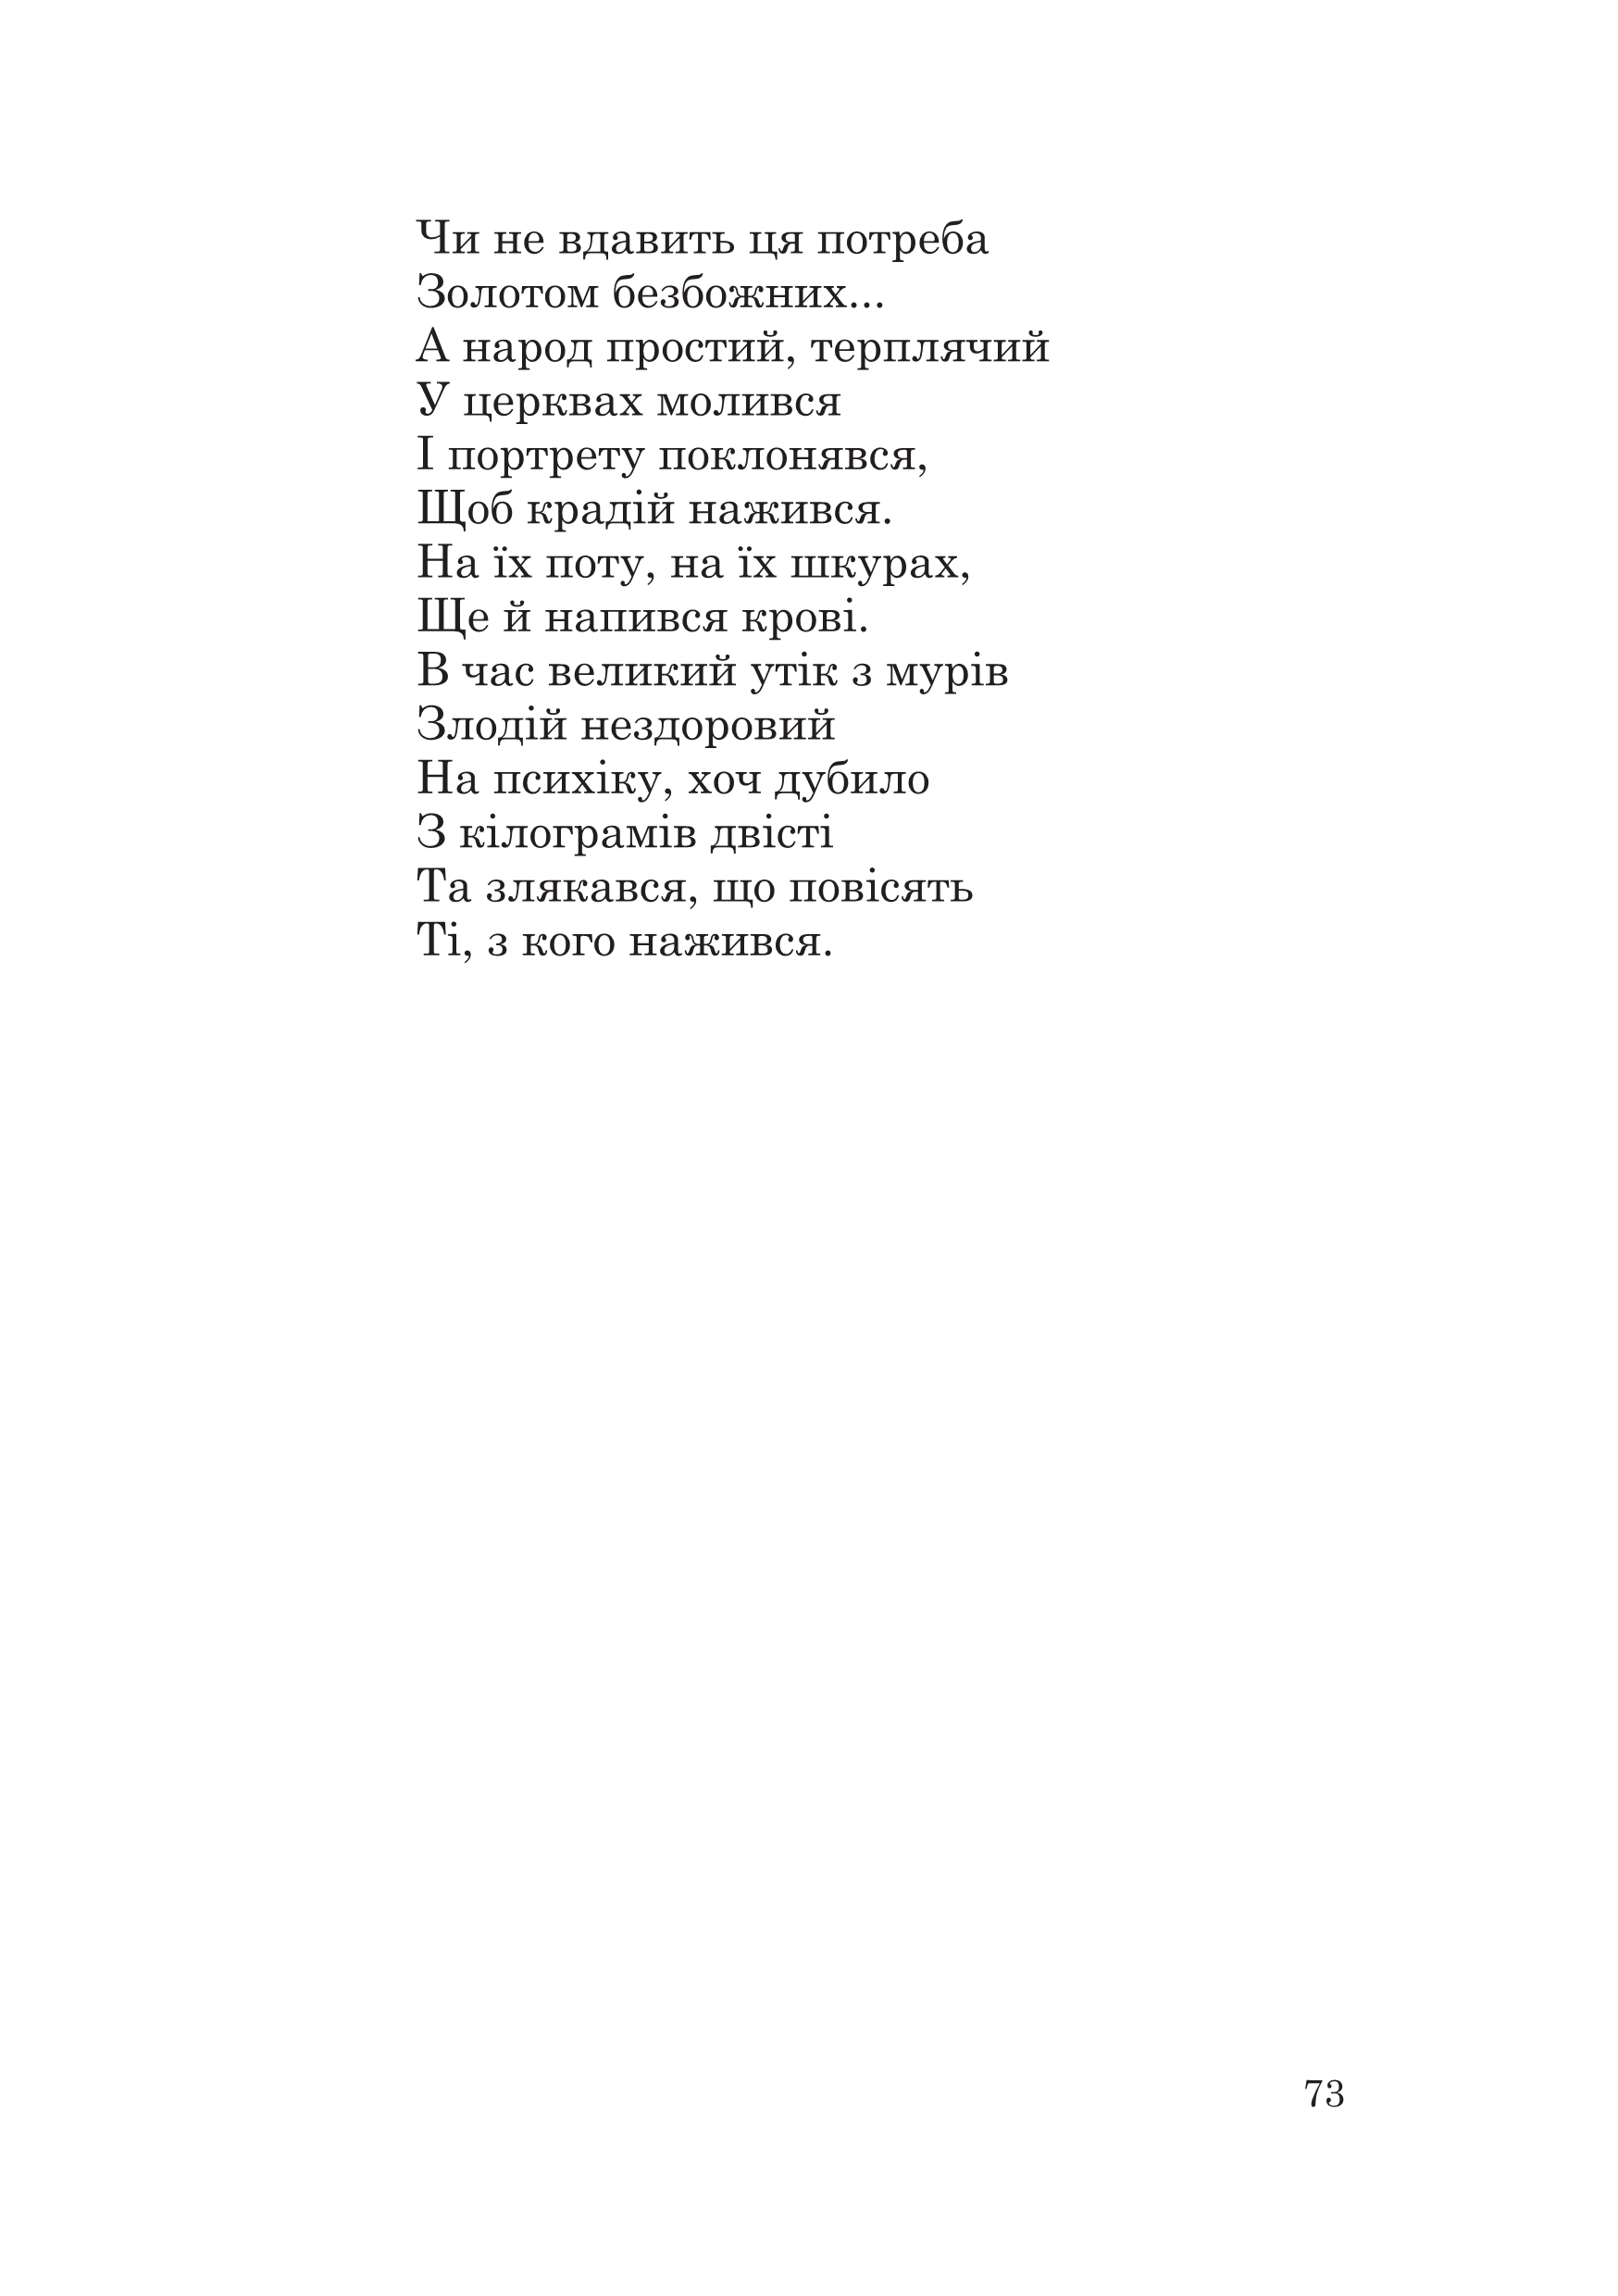 Чи не вдавить ця потреба
Золотом безбожних...
А народ простий, терплячий
У церквах молився
І портрету поклонявся,
Щоб крадій нажився.
На їх поту, на їх шкурах,
Ще й напився крові.
В час великий утік з мурів
Злодій нездоровий
На психіку, хоч дубило
З кілограмів двісті
Та злякався, що повісять
Ті, з кого нажився.
73